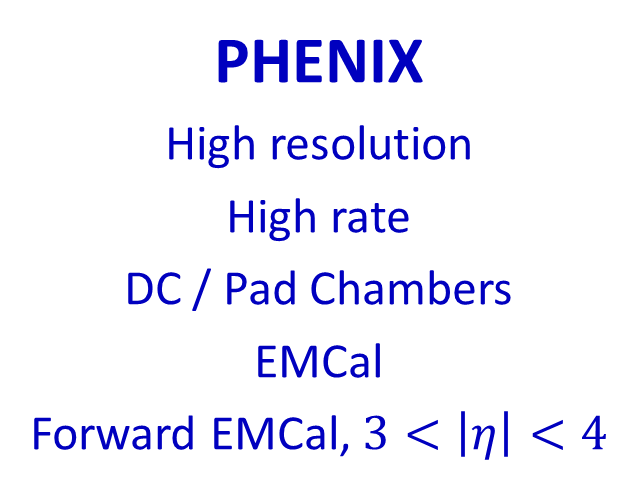 PHENIX
High resolution
High rate
DC / Pad Chambers
EMCal
Forward EMCal, 3 < |η| < 4